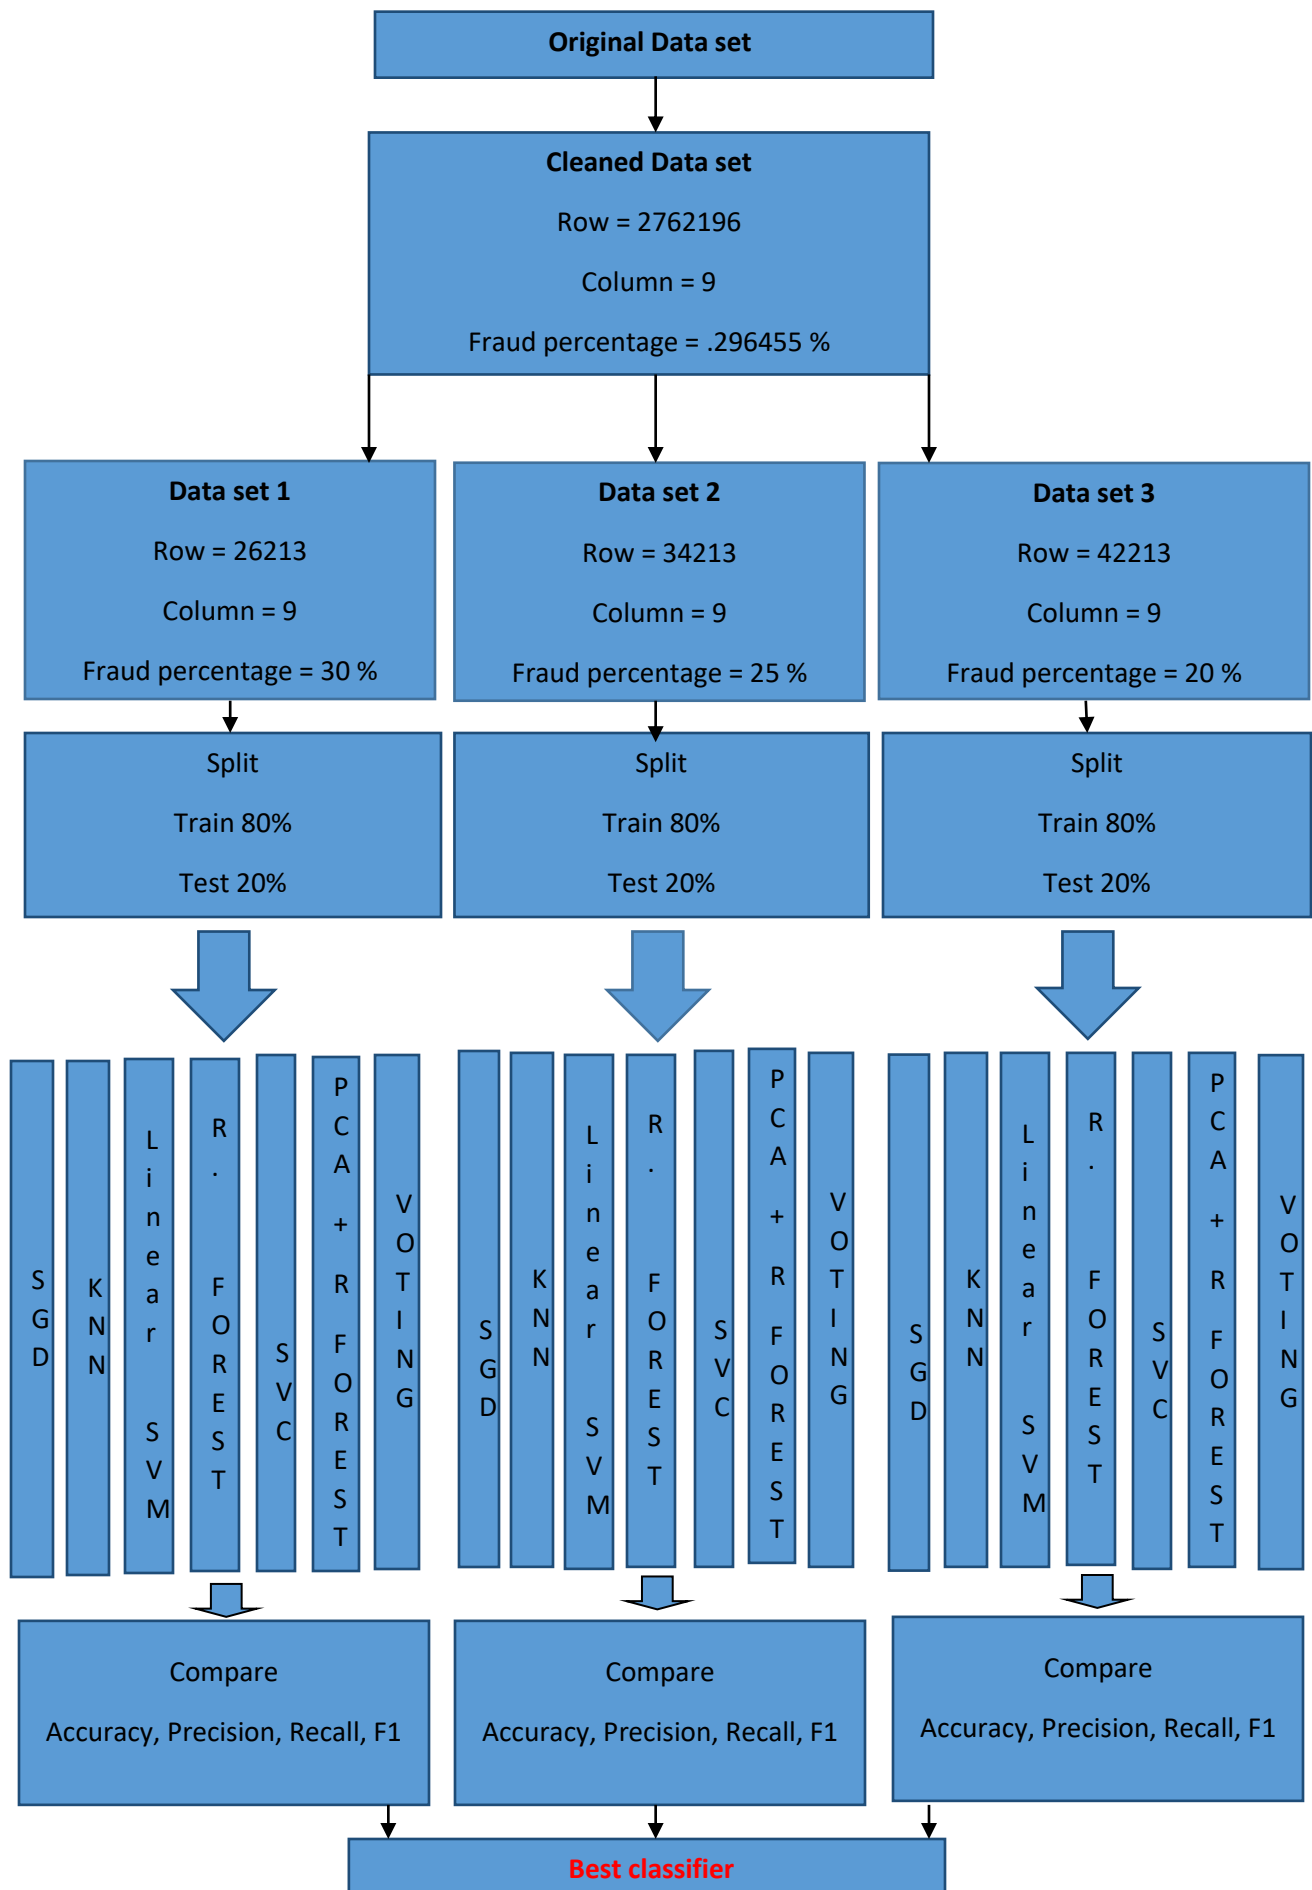 Original Data set
Cleaned Data set
Row = 2762196
Column = 9
Fraud percentage = .296455 %
Data set 1
Row = 26213
Column = 9
Fraud percentage = 30 %
Data set 2
Row = 34213
Column = 9
Fraud percentage = 25 %
Data set 3
Row = 42213
Column = 9
Fraud percentage = 20 %
Split
Train 80%
Test 20%
Split
Train 80%
Test 20%
Split
Train 80%
Test 20%
SGD
KNN
Linear SVM
R. FOREST
SVC
PCA + R FOREST
VOTING
SGD
KNN
Linear SVM
R. FOREST
SVC
PCA + R FOREST
VOTING
SGD
KNN
Linear SVM
R. FOREST
SVC
PCA + R FOREST
VOTING
Compare
Accuracy, Precision, Recall, F1
Compare
Accuracy, Precision, Recall, F1
Compare
Accuracy, Precision, Recall, F1
Best classifier